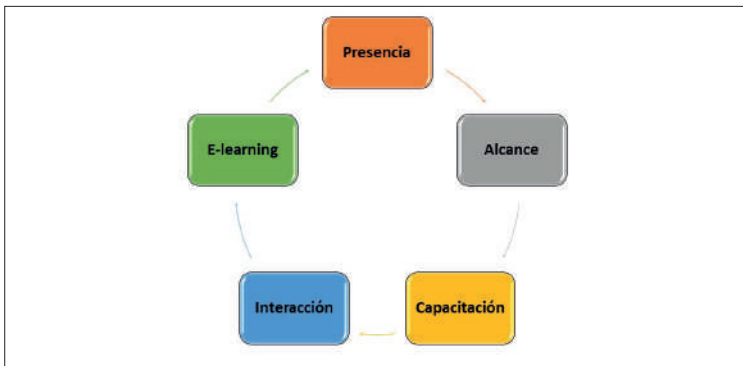 Presencia
Alcance
Capacitación
Interacción
E-learning